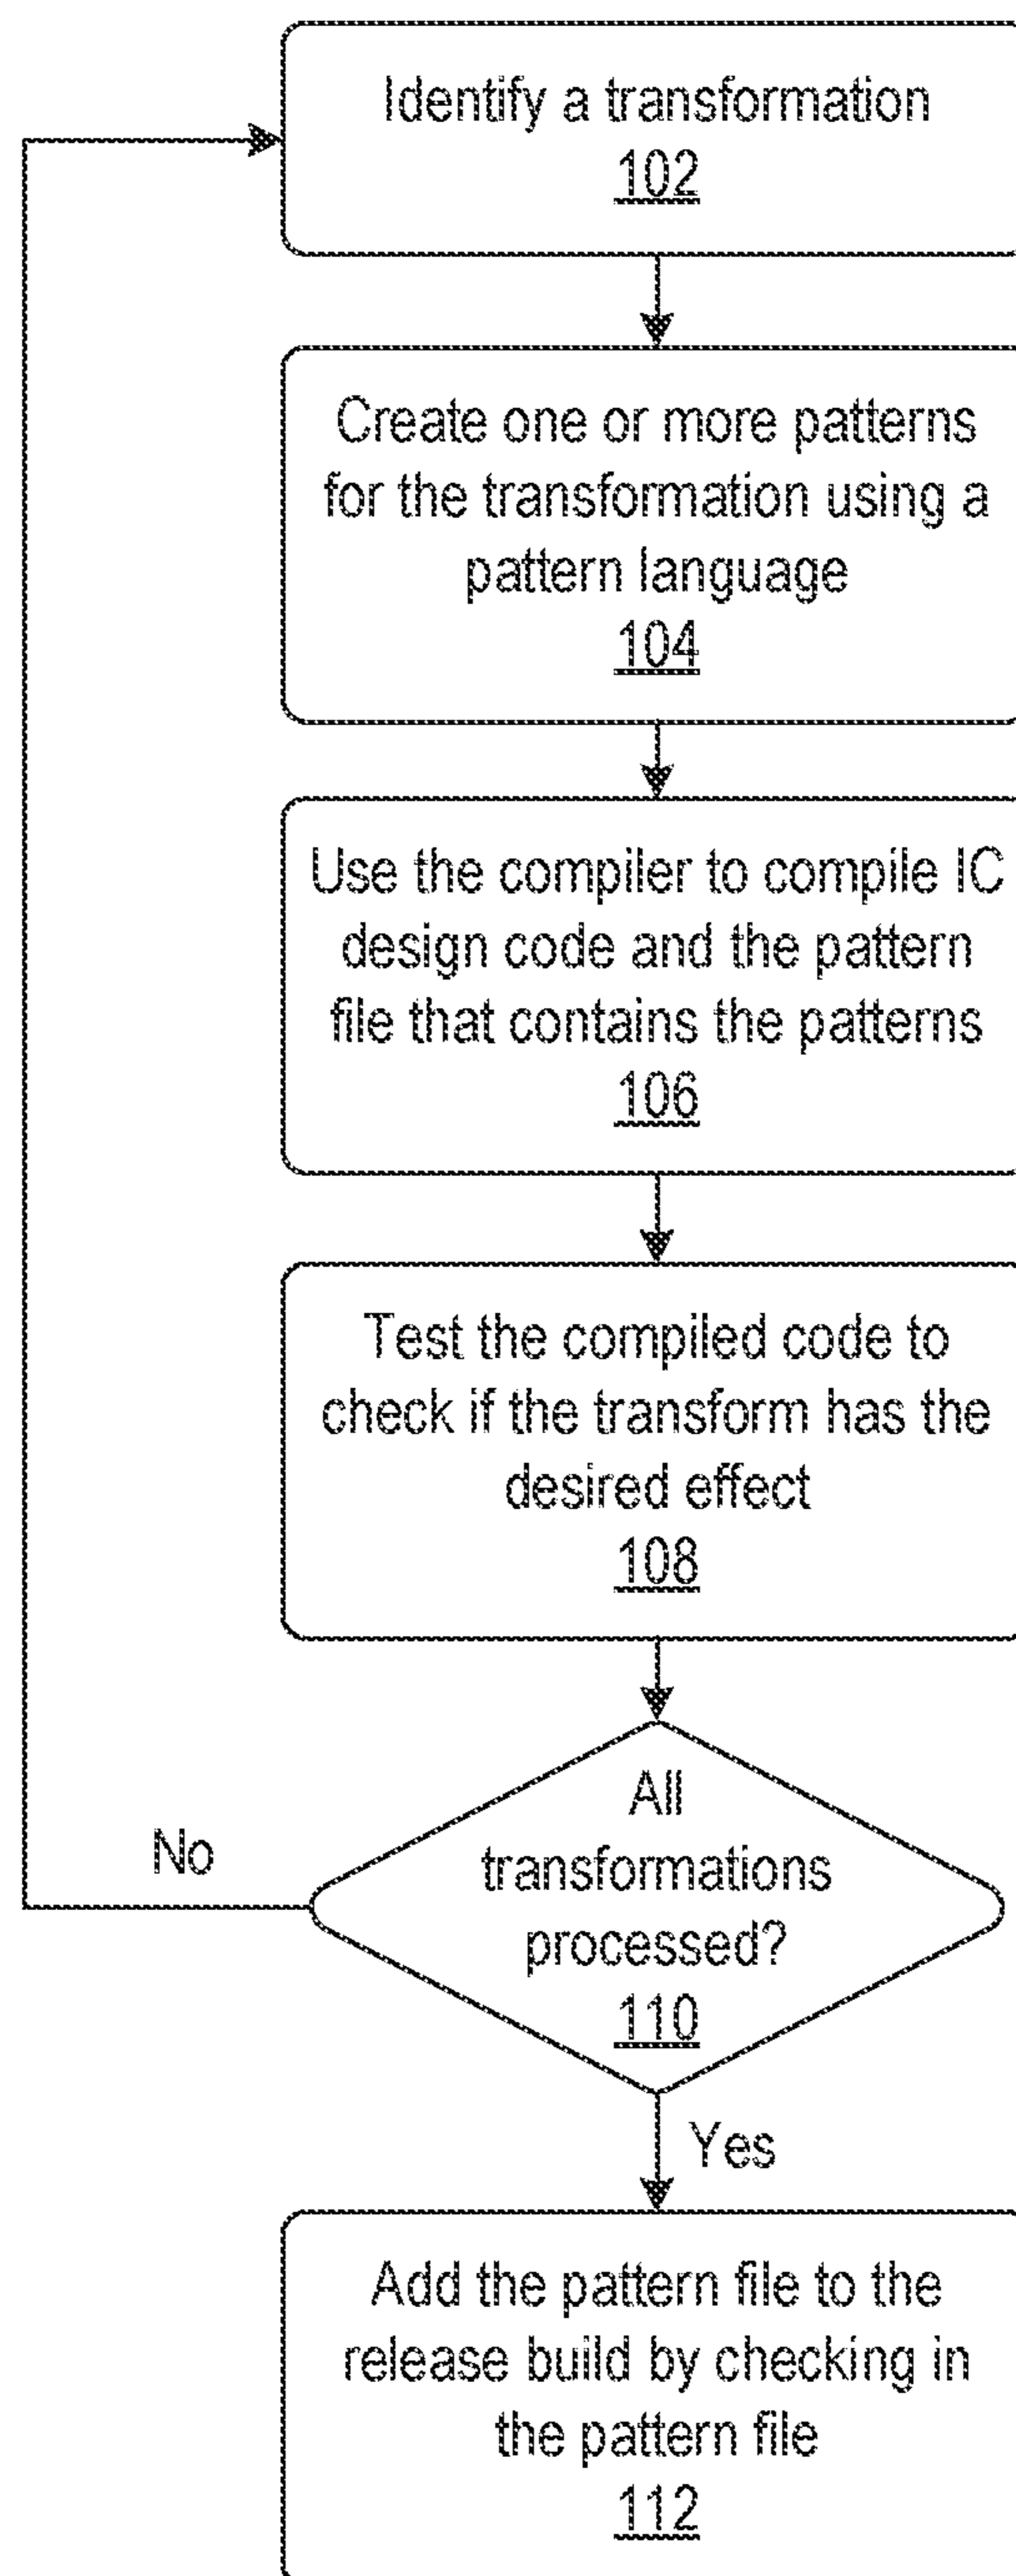 Identify a transformation
102
Create one or more patterns
for the transformation using a
pattern language
104
Use the compiler to compile IC
design code and the pattern
file that contains the patterns
106
Test the compiled code to
check if the transform has the
desired effect
108
All
transformations
processed?
110
No
Yes
Add the pattern file to the
release build by checking in
the pattern file
112